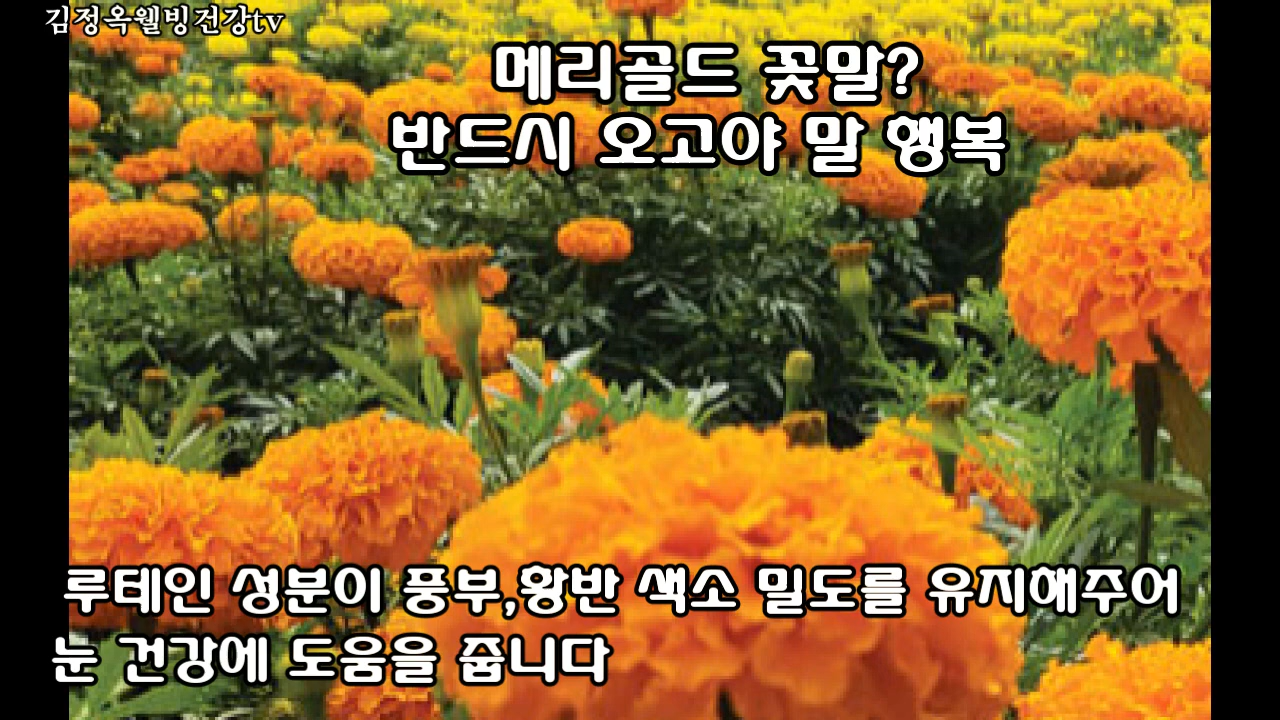 김정옥웰빙건강tv
메리골드 꽃말?
반드시 오고야 말 행복
루테인 성분이 풍부,황반 색소 밀도를 유지해주어
눈 건강에 도움을 줍니다